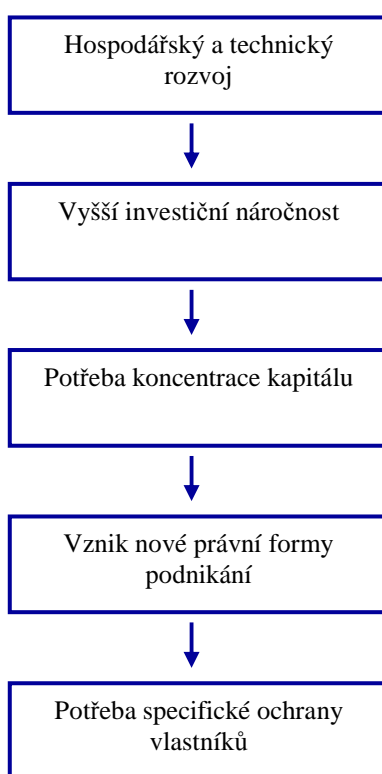 Hospodářský a technický
rozvoj
Vyšší investiční náročnost
Potřeba koncentrace kapitálu
Vznik nové právní formy
podnikání
Potřeba specifické ochrany
vlastníků